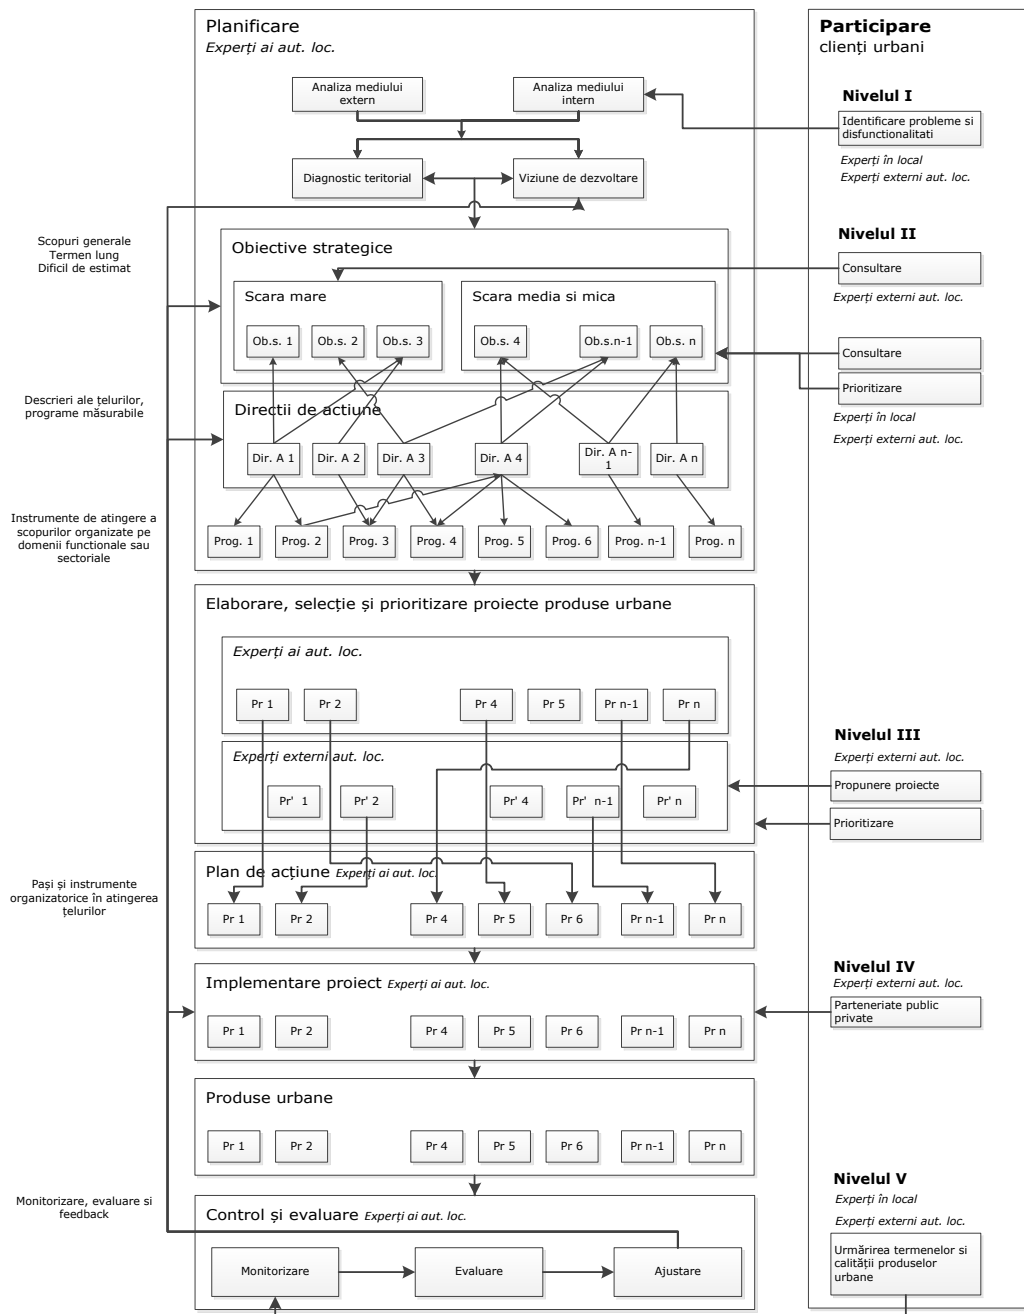 Planificare
Experți ai aut. loc.
Analiza mediului
extern
Analiza mediului
intern
Diagnostic teritorial
Viziune de dezvoltare
Scopuri generale
Termen lung
Dificil de estimat
Obiective strategice
Scara mare
Ob.s. 1
Ob.s. 2
Ob.s. 3
Scara media si mica
Ob.s. 4
Ob.s.n-1
Ob.s. n
Descrieri ale țelurilor,
programe măsurabile
Directii de actiune
Dir. A 1
Dir. A 2
Dir. A 3
Dir. A 4
Dir. A n-
1
Dir. A n
Instrumente de atingere a
scopurilor organizate pe
domenii functionale sau
sectoriale
Prog. 1
Prog. 2
Prog. 3
Prog. 4
Prog. 5
Prog. 6
Prog. n-1
Prog. n
Elaborare, selecție și prioritizare proiecte produse urbane
Experți ai aut. loc.
Pr 1
Pr 2
Pr 4
Pr 5
Pr n-1
Pr n
Experți externi aut. loc.
Pr' 1
Pr' 2
Pr' 4
Pr' n-1
Pr' n
Pași și instrumente
organizatorice în atingerea
țelurilor
Plan de acțiune Experți ai aut. loc.
Pr 1
Pr 2
Pr 4
Pr 5
Pr 6
Pr n-1
Pr n
Implementare proiect Experți ai aut. loc.
Pr 1
Pr 2
Pr 4
Pr 5
Pr 6
Pr n-1
Pr n
Produse urbane
Pr 1
Pr 2
Pr 4
Pr 5
Pr 6
Pr n-1
Pr n
Monitorizare, evaluare si
feedback
Control și evaluare Experți ai aut. loc.
Monitorizare
Evaluare
Ajustare
Participare
clienți urbani
Nivelul I
Identificare probleme si
disfunctionalitati
Experți în local
Experți externi aut. loc.
Nivelul II
Consultare
Experți externi aut. loc.
Consultare
Prioritizare
Experți în local
Experți externi aut. loc.
Nivelul III
Experți externi aut. loc.
Propunere proiecte
Prioritizare
Nivelul IV
Experți externi aut. loc.
Parteneriate public
private
Nivelul V
Experți în local
Experți externi aut. loc.
Urmărirea termenelor si
calității produselor
urbane